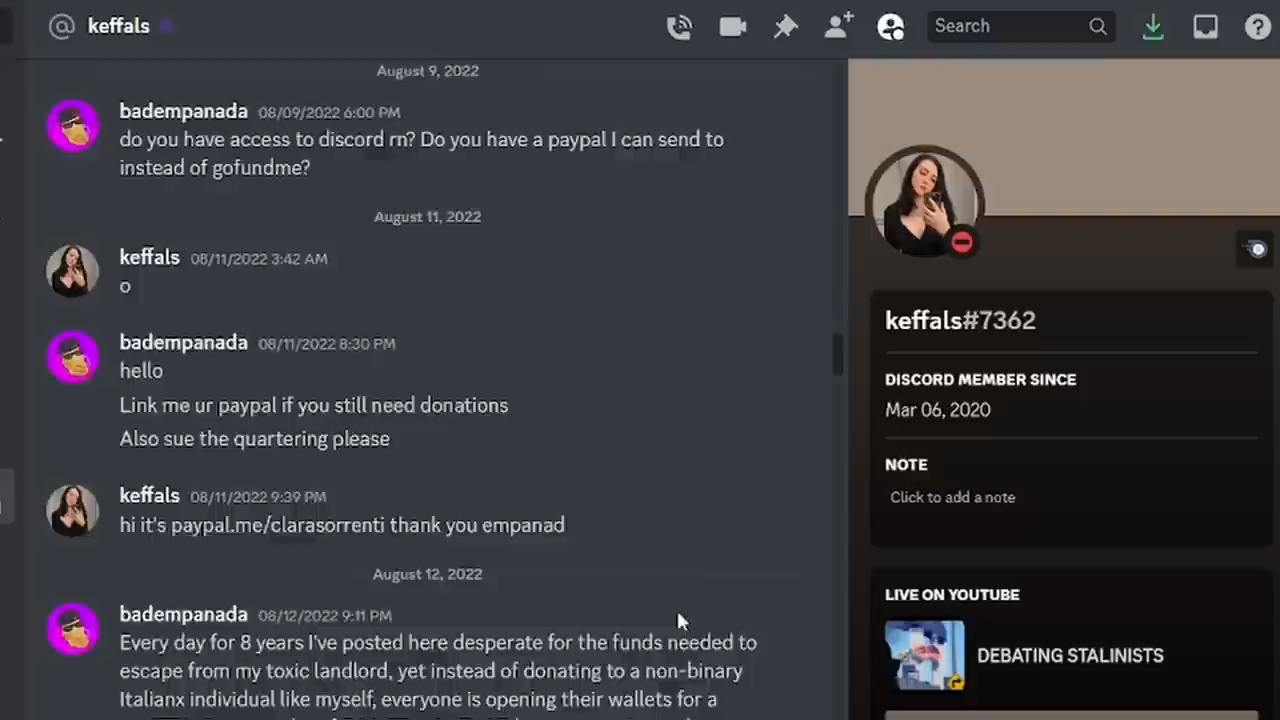 @ keffals
Search
August 9, 2022
badempanada 08/09/2022 6:00 PM
do you have access to discord rn? Do you have a paypal I can send to
instead of gofundme?
August 11, 2022
keffals 08/11/2022 3:42 AM
o
badempanada 08/11/2022 8:30 PM
hello
Link me ur paypal if you still need donations
Also sue the quartering please
keffals 08/11/2022 9:39 PM
hi it's paypal.me/clarasorrenti thank you empanad
August 12, 2022
badempanada 08/12/2022 9:11 PM
Every day for 8 years I've posted here desperate for the funds needed to
escape from my toxic landlord, yet instead of donating to a non-binary
Italianx individual like myself, everyone is opening their wallets for a
keffals#7362
DISCORD MEMBER SINCE
Mar 06, 2020
NOTE
Click to add a note
LIVE ON YOUTUBE
DEBATING STALINISTS